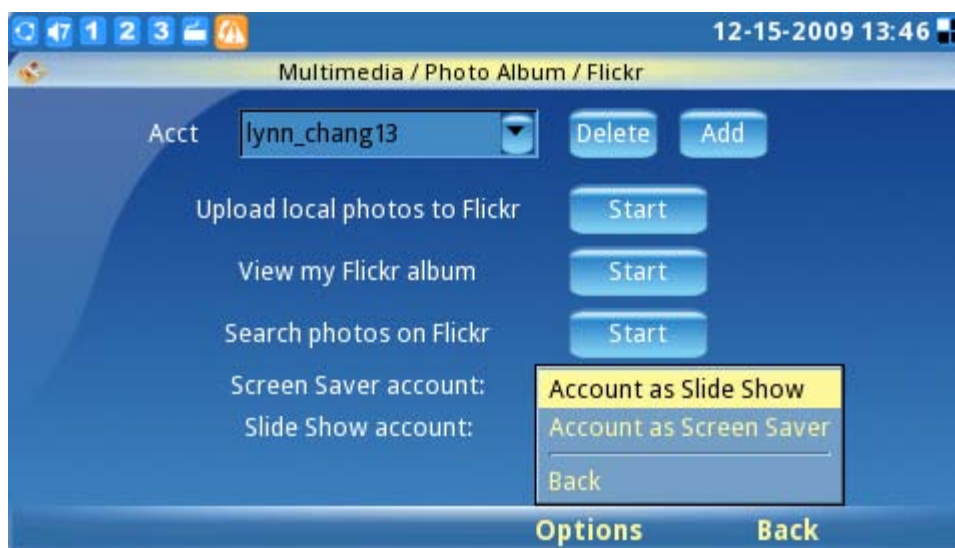 7 1 2 3 12-15-2009 13:46
Multimedia / Photo Album / Flickr
Acct lynn_chang13 Delete Add
Upload local photos to Flickr Start
View my Flickr album Start
Search photos on Flickr Start
Screen Saver account: Account as Slide Show
Slide Show account: Account as Screen Saver
Back
Options Back